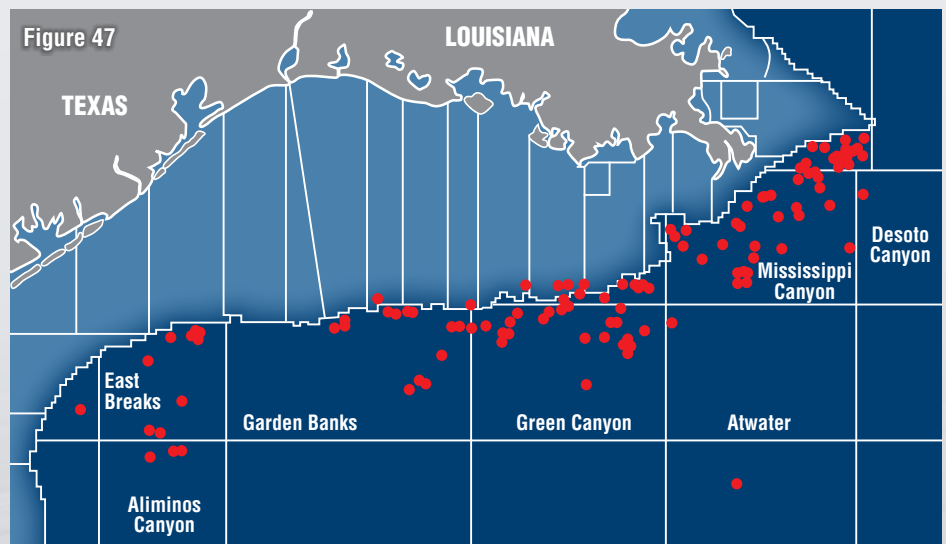 Figure 47
LOUISIANA
TEXAS
Desoto
Canyon
Mississippi
Canyon
East
Breaks
Garden Banks
Green Canyon
Atwater
Aliminos
Canyon